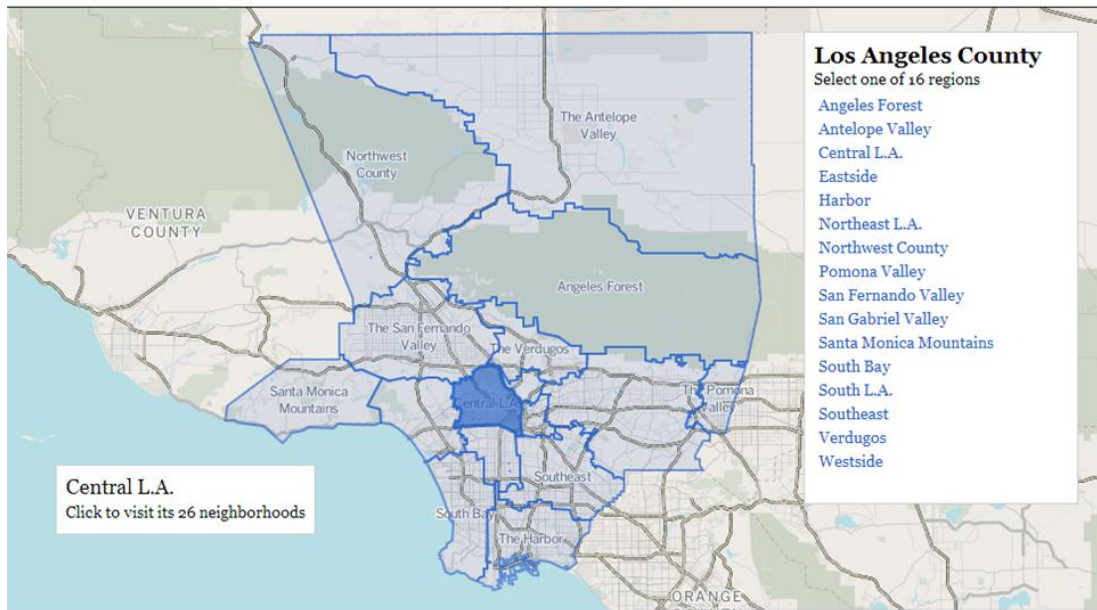 Los Angeles County
Select one of 16 regions
Angeles Forest
Antelope Valley
Central L.A.
Eastside
Harbor
Northeast L.A.
Northwest County
Pomona Valley
San Fernando Valley
San Gabriel Valley
Santa Monica Mountains
South Bay
South L.A.
Southeast
Verdugos
Westside
The Antelope
Valley
Northwest
County
VENTURA
COUNTY
Angeles Forest
The San Fernando
Valley
The Verdugos
Santa Monica
Mountains
Central L.A.
The Pomona
Valley
Southeast
South Bay
The Harbor
ORANGE
Central L.A.
Click to visit its 26 neighborhoods